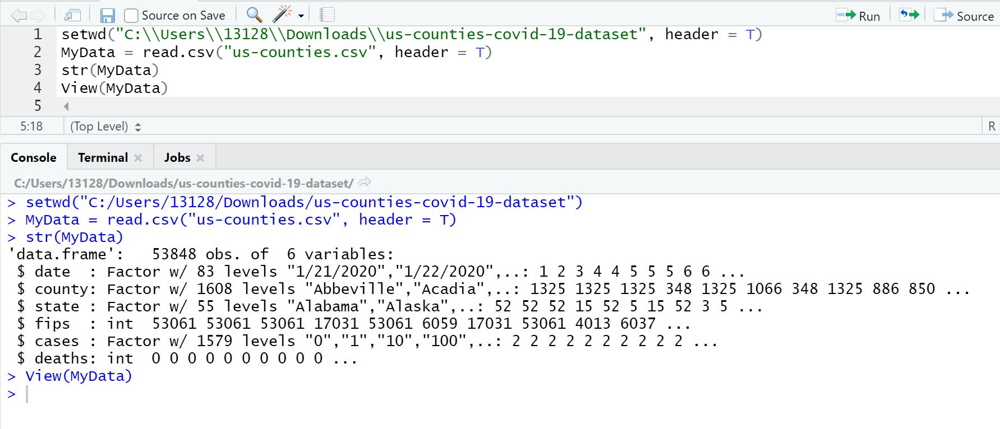 Source on Save Run Source
1 setwd("C:\\Users\\13128\\Downloads\\us-counties-covid-19-dataset", header = T)
2 MyData = read.csv("us-counties.csv", header = T)
3 str(MyData)
4 View(MyData)
5
5:18 (Top Level) R
Console Terminal Jobs
C:/Users/13128/Downloads/us-counties-covid-19-dataset/
> setwd("C:/Users/13128/Downloads/us-counties-covid-19-dataset")
> MyData = read.csv("us-counties.csv", header = T)
> str(MyData)
'data.frame':   53848 obs. of  6 variables:
 $ date  : Factor w/ 83 levels "1/21/2020","1/22/2020",..: 1 2 3 4 4 5 5 5 6 6 ...
 $ county: Factor w/ 1608 levels "Abbeville","Acadia",..: 1325 1325 1325 348 1325 1066 348 1325 886 850 ...
 $ state : Factor w/ 55 levels "Alabama","Alaska",..: 52 52 52 15 52 5 15 52 3 5 ...
 $ fips  : int  53061 53061 53061 17031 53061 6059 17031 53061 4013 6037 ...
 $ cases : Factor w/ 1579 levels "0","1","10","100",..: 2 2 2 2 2 2 2 2 2 2 ...
 $ deaths: int  0 0 0 0 0 0 0 0 0 0 ...
> View(MyData)
>